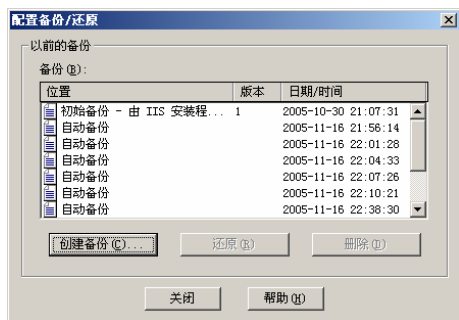 配置备份/还原
以前的备份
备份(B):
位置 版本 日期/时间
初始备份 - 由 IIS 安装程... 1 2005-10-30 21:07:31
自动备份 2005-11-16 21:56:14
自动备份 2005-11-16 22:01:28
自动备份 2005-11-16 22:04:33
自动备份 2005-11-16 22:07:26
自动备份 2005-11-16 22:10:21
自动备份 2005-11-16 22:38:30
创建备份(C)... 还原(R) 删除(D)
关闭 帮助(H)